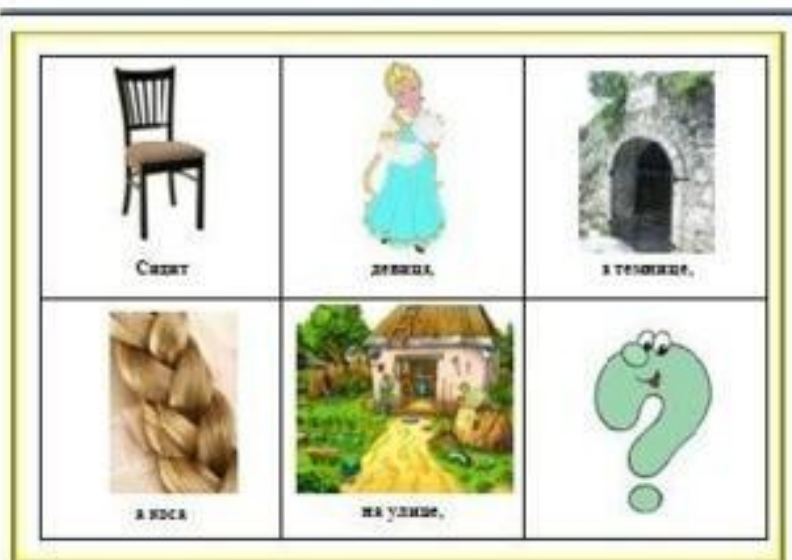 Сидит
девица,
в темнице,
а коса
на улице,
?